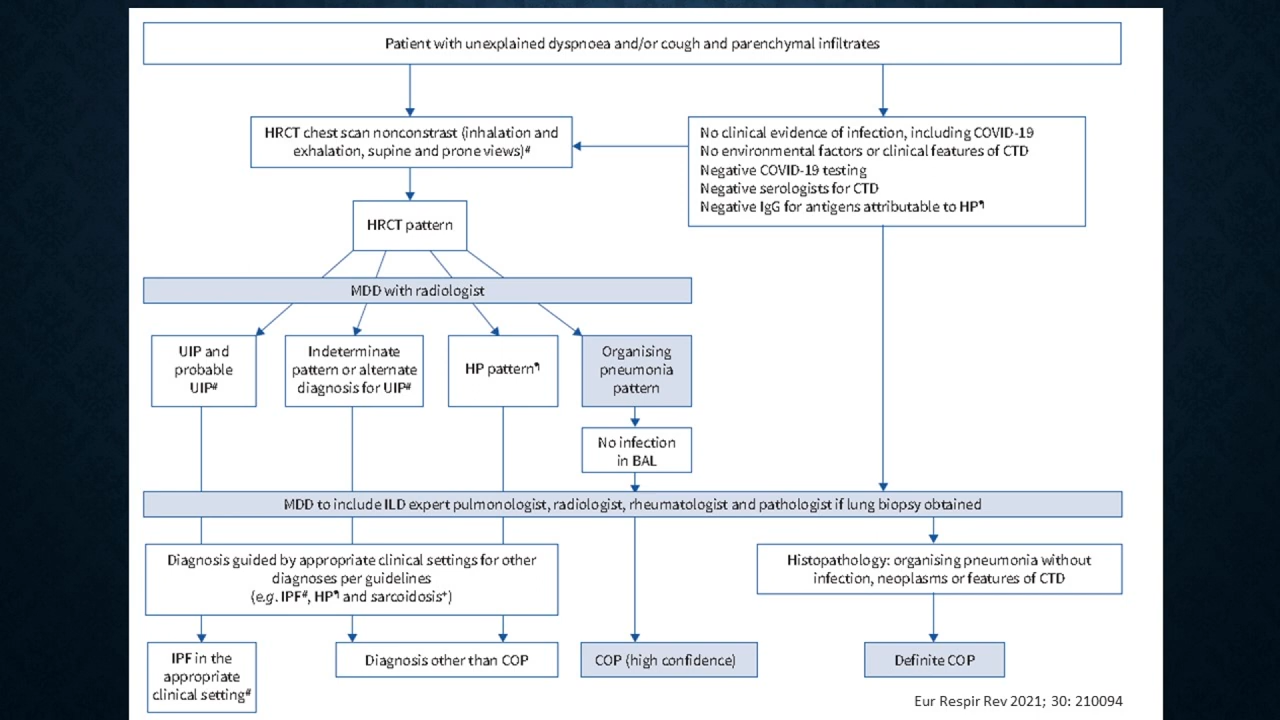 Patient with unexplained dyspnoea and/or cough and parenchymal infiltrates
HRCT chest scan nonconstrast (inhalation and
exhalation, supine and prone views)#
No clinical evidence of infection, including COVID-19
No environmental factors or clinical features of CTD
Negative COVID-19 testing
Negative serologists for CTD
Negative IgG for antigens attributable to HP¶
HRCT pattern
MDD with radiologist
UIP and
probable
UIP#
Indeterminate
pattern or alternate
diagnosis for UIP#
HP pattern¶
Organising
pneumonia
pattern
No infection
in BAL
MDD to include ILD expert pulmonologist, radiologist, rheumatologist and pathologist if lung biopsy obtained
Diagnosis guided by appropriate clinical settings for other
diagnoses per guidelines
(e.g. IPF#, HP¶ and sarcoidosis+)
Histopathology: organising pneumonia without
infection, neoplasms or features of CTD
IPF in the
appropriate
clinical setting#
Diagnosis other than COP
COP (high confidence)
Definite COP
Eur Respir Rev 2021; 30: 210094